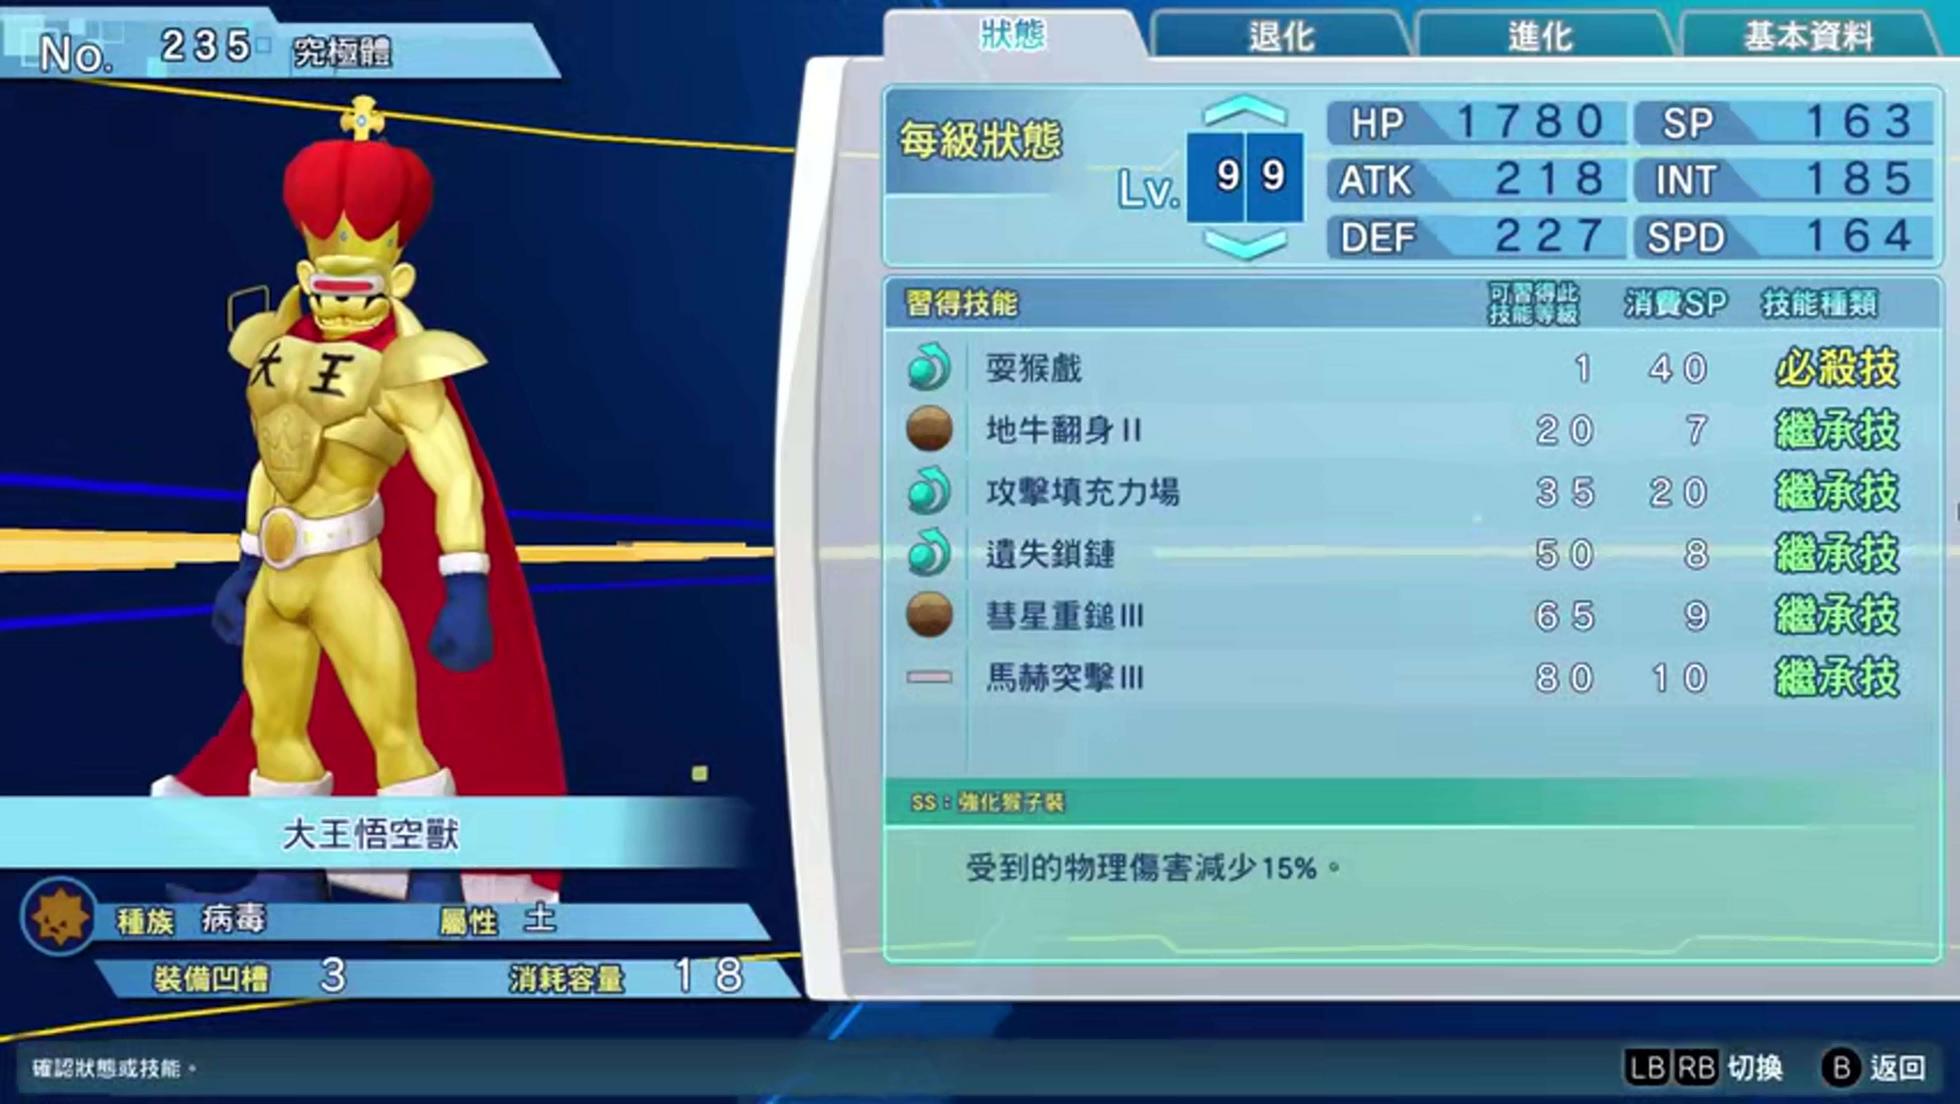 No. 235 究極體
狀態 退化 進化 基本資料
每級狀態
Lv. 99
HP 1780 SP 163
ATK 218 INT 185
DEF 227 SPD 164
習得技能 可習得此技能等級 消費SP 技能種類
耍猴戲 1 40 必殺技
地牛翻身II 20 7 繼承技
攻擊填充力場 35 20 繼承技
遺失鎖鏈 50 8 繼承技
彗星重鎚III 65 9 繼承技
馬赫突擊III 80 10 繼承技
SS：強化猴子裝
受到的物理傷害減少15%。
大王
大王悟空獸
種族 病毒 屬性 土
裝備凹槽 3 消耗容量 18
確認狀態或技能。
LB RB 切換 B 返回